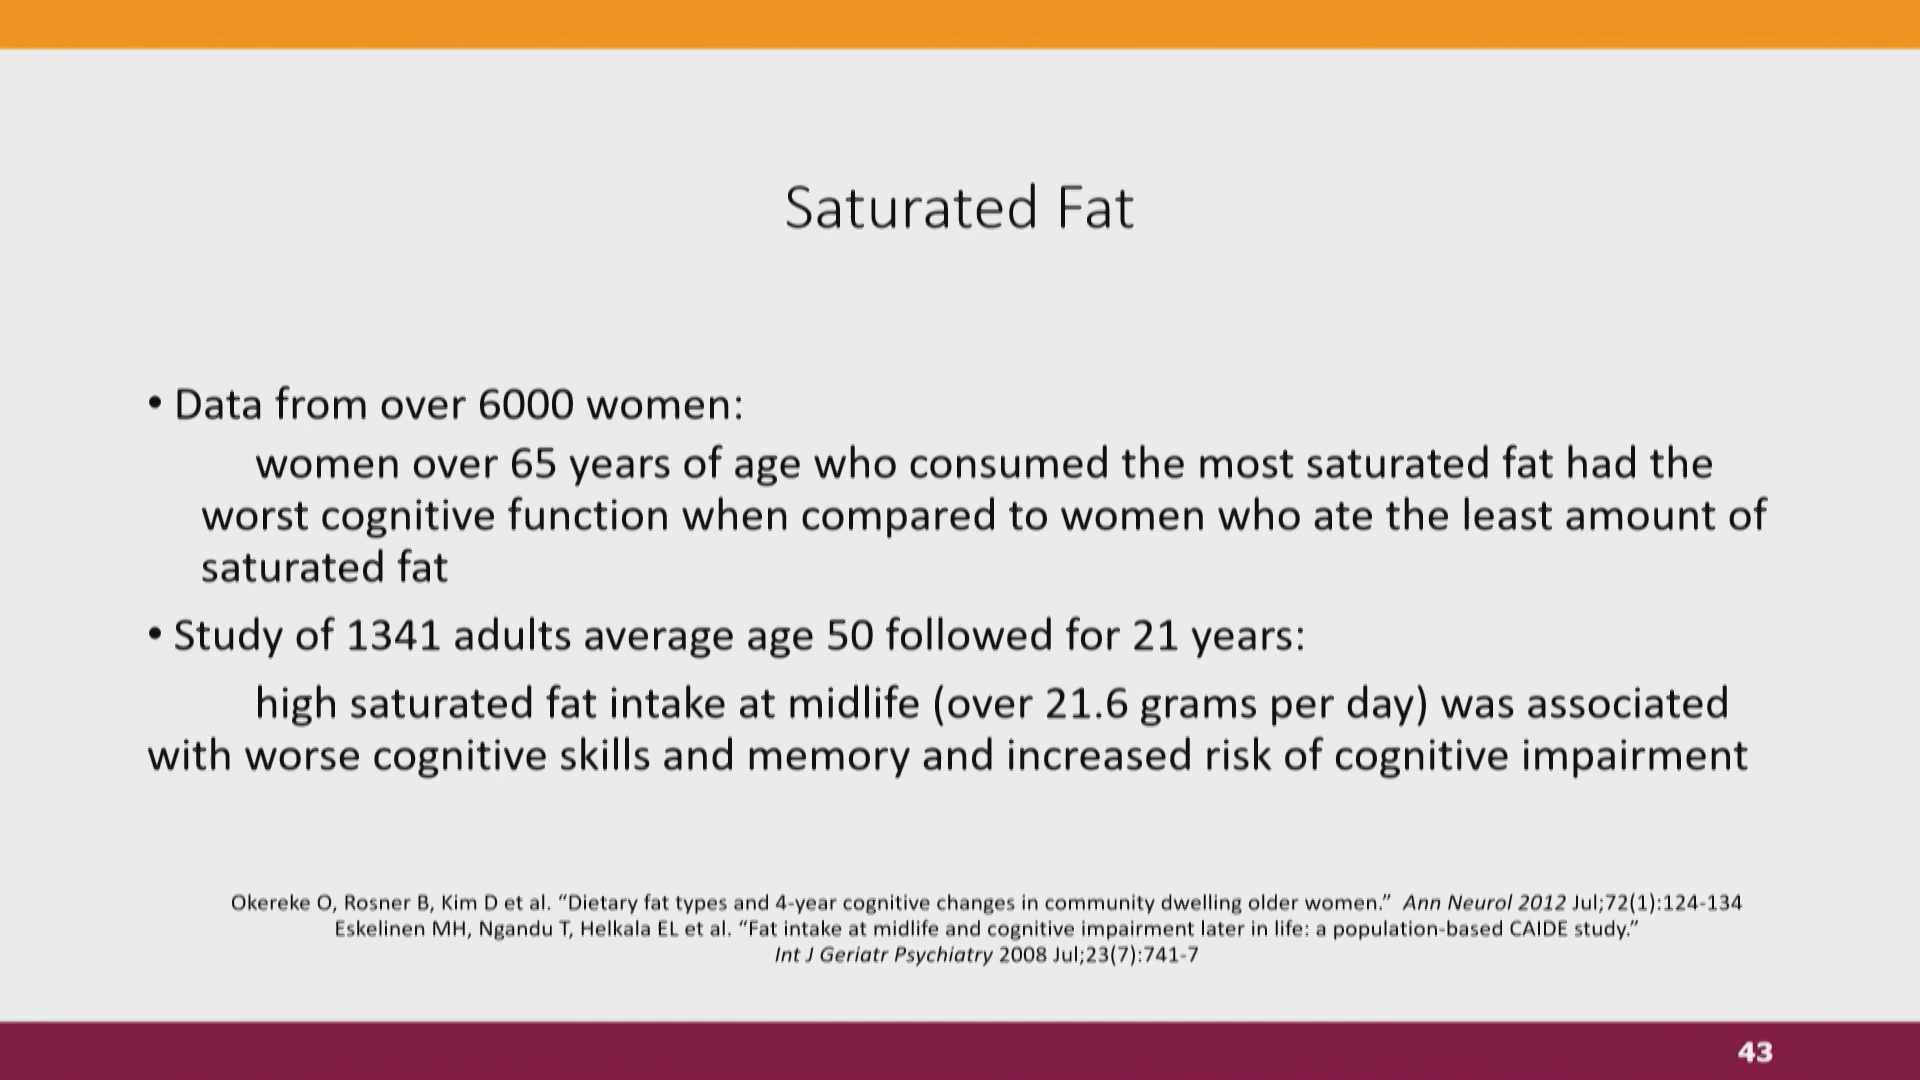 Saturated Fat
• Data from over 6000 women:
women over 65 years of age who consumed the most saturated fat had the
worst cognitive function when compared to women who ate the least amount of
saturated fat
• Study of 1341 adults average age 50 followed for 21 years:
high saturated fat intake at midlife (over 21.6 grams per day) was associated
with worse cognitive skills and memory and increased risk of cognitive impairment
Okereke O, Rosner B, Kim D et al. “Dietary fat types and 4-year cognitive changes in community dwelling older women.” Ann Neurol 2012 Jul;72(1):124-134
Eskelinen MH, Ngandu T, Helkala EL et al. “Fat intake at midlife and cognitive impairment later in life: a population-based CAIDE study.”
Int J Geriatr Psychiatry 2008 Jul;23(7):741-7
43